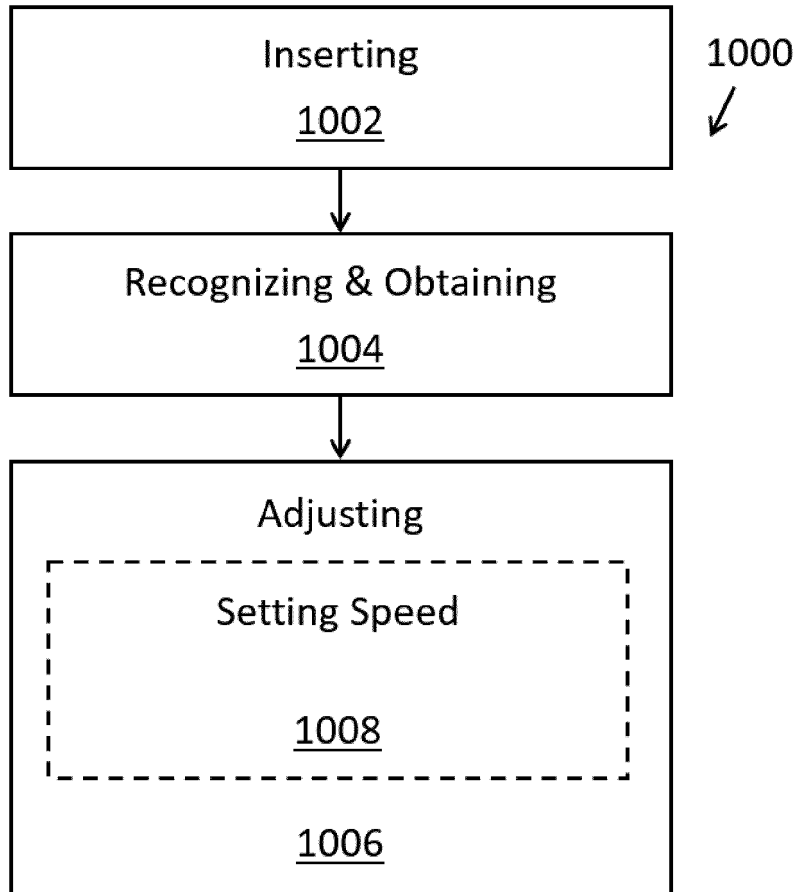 Inserting
1000
1002
Recognizing & Obtaining
1004
Adjusting
Setting Speed
1008
1006